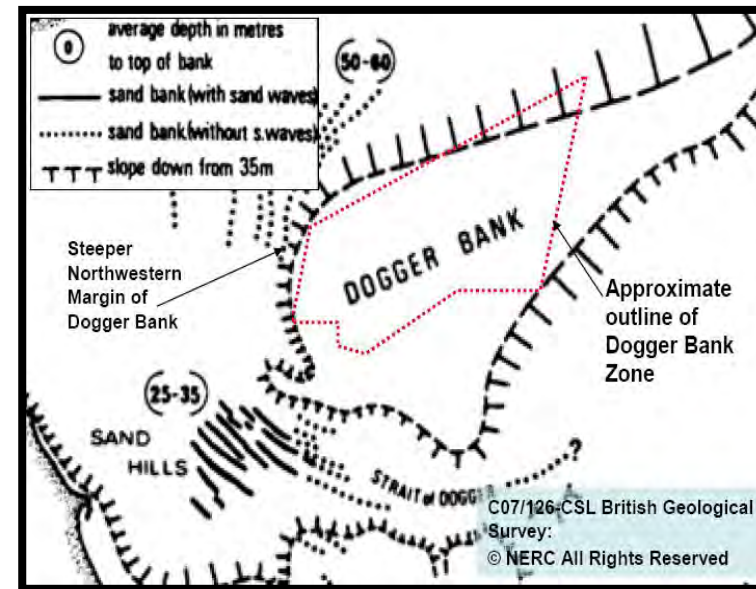 0
average depth in metres
to top of bank
sand bank (with sand waves)
sand bank (without s. waves)
slope down from 35m
(50-60)
DOGGER BANK
Steeper
Northwestern
Margin of
Dogger Bank
Approximate
outline of
Dogger Bank
Zone
(25-35)
SAND
HILLS
STRAIT of DOGGER
?
C07/126-CSL British Geological
Survey:
© NERC All Rights Reserved